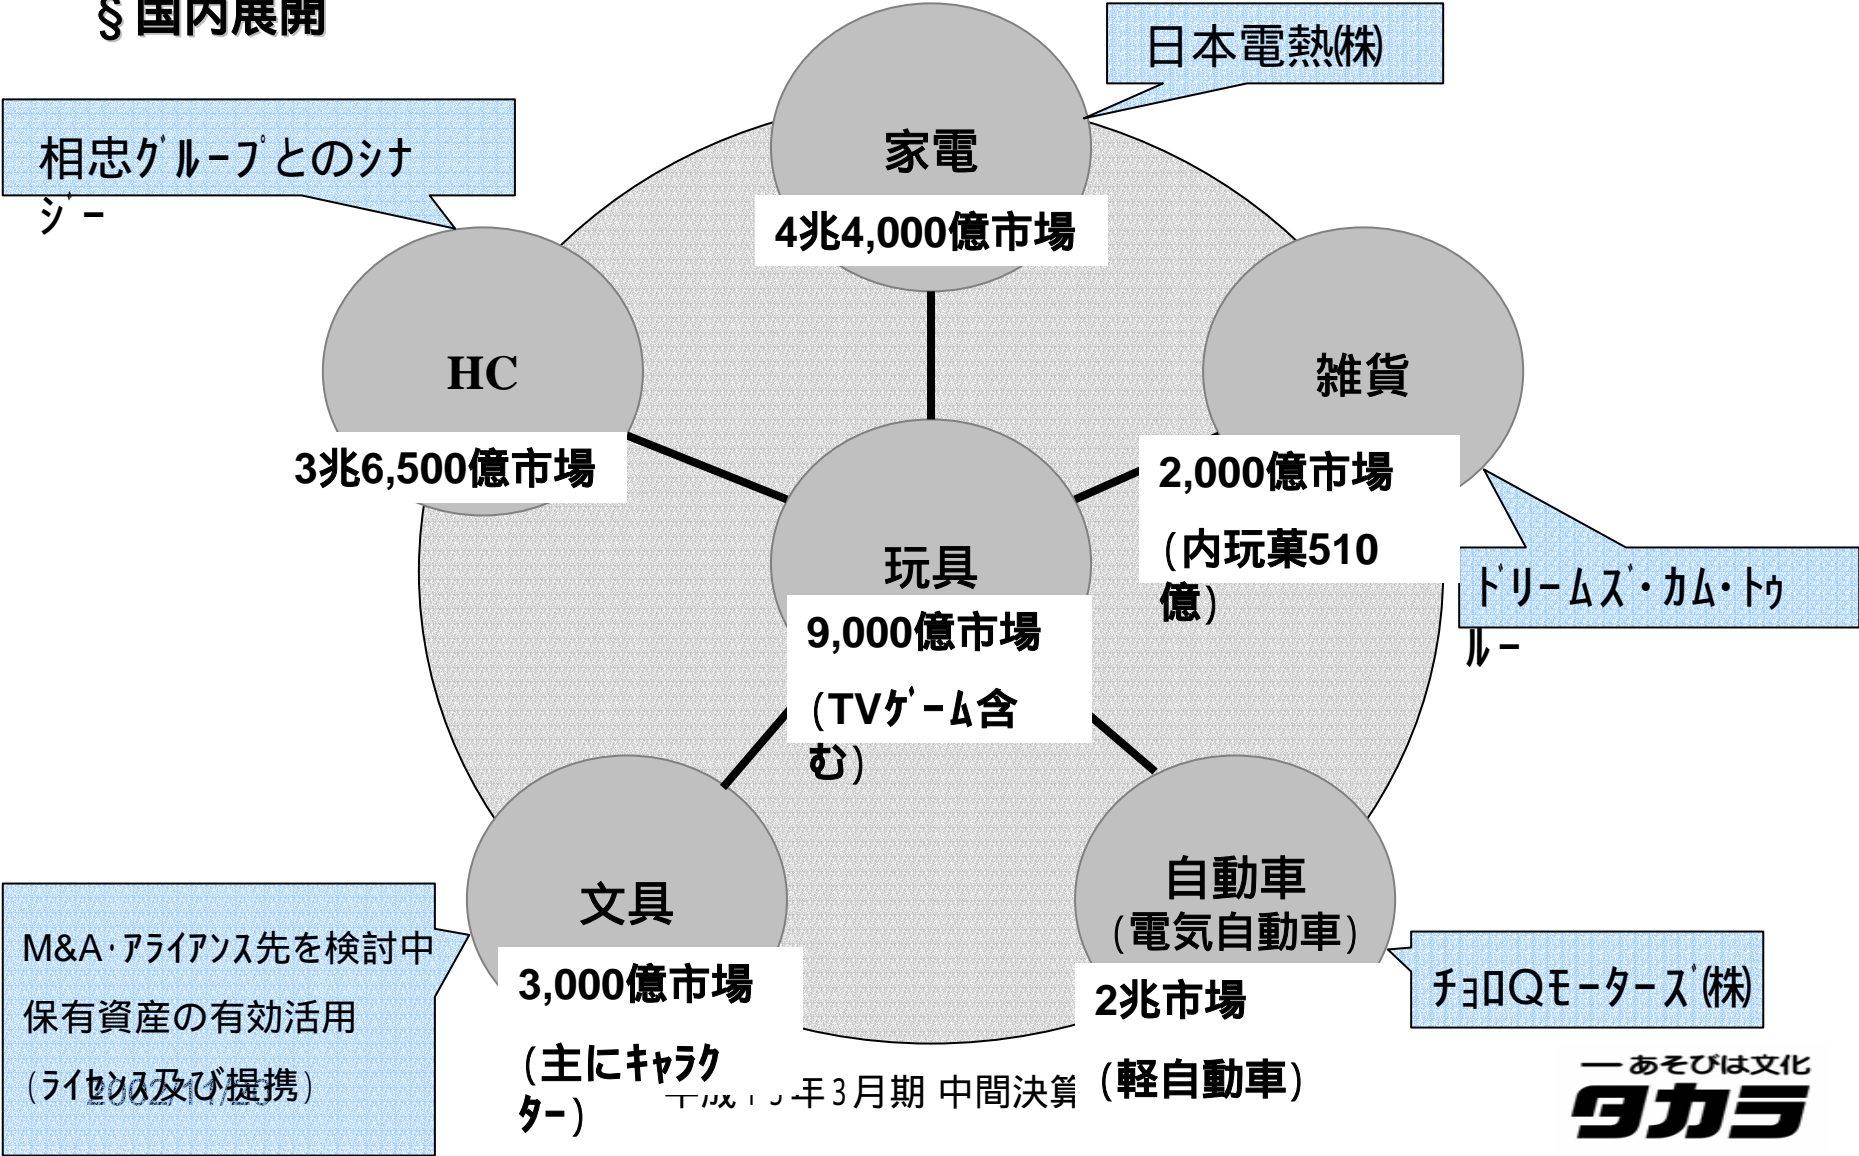 §国内展開
日本電熱㈱
相忠ｸﾞﾙｰﾌﾟとのｼﾅ
ｼﾞｰ
家電
4兆4,000億市場
HC
3兆6,500億市場
雑貨
2,000億市場
(内玩菓510
億)
ﾄﾞﾘｰﾑｽﾞ･ｶﾑ･ﾄｩ
ﾙｰ
玩具
9,000億市場
(TVｹﾞｰﾑ含
む)
文具
3,000億市場
(主にｷｬﾗｸ
ﾀｰ)
自動車
(電気自動車)
2兆市場
(軽自動車)
ﾁｮﾛQﾓｰﾀｰｽﾞ㈱
M&A･ｱﾗｲｱﾝｽ先を検討中
保有資産の有効活用
(ﾗｲｾﾝｽ及び提携)
年3月期 中間決算
あそびは文化
タカラ